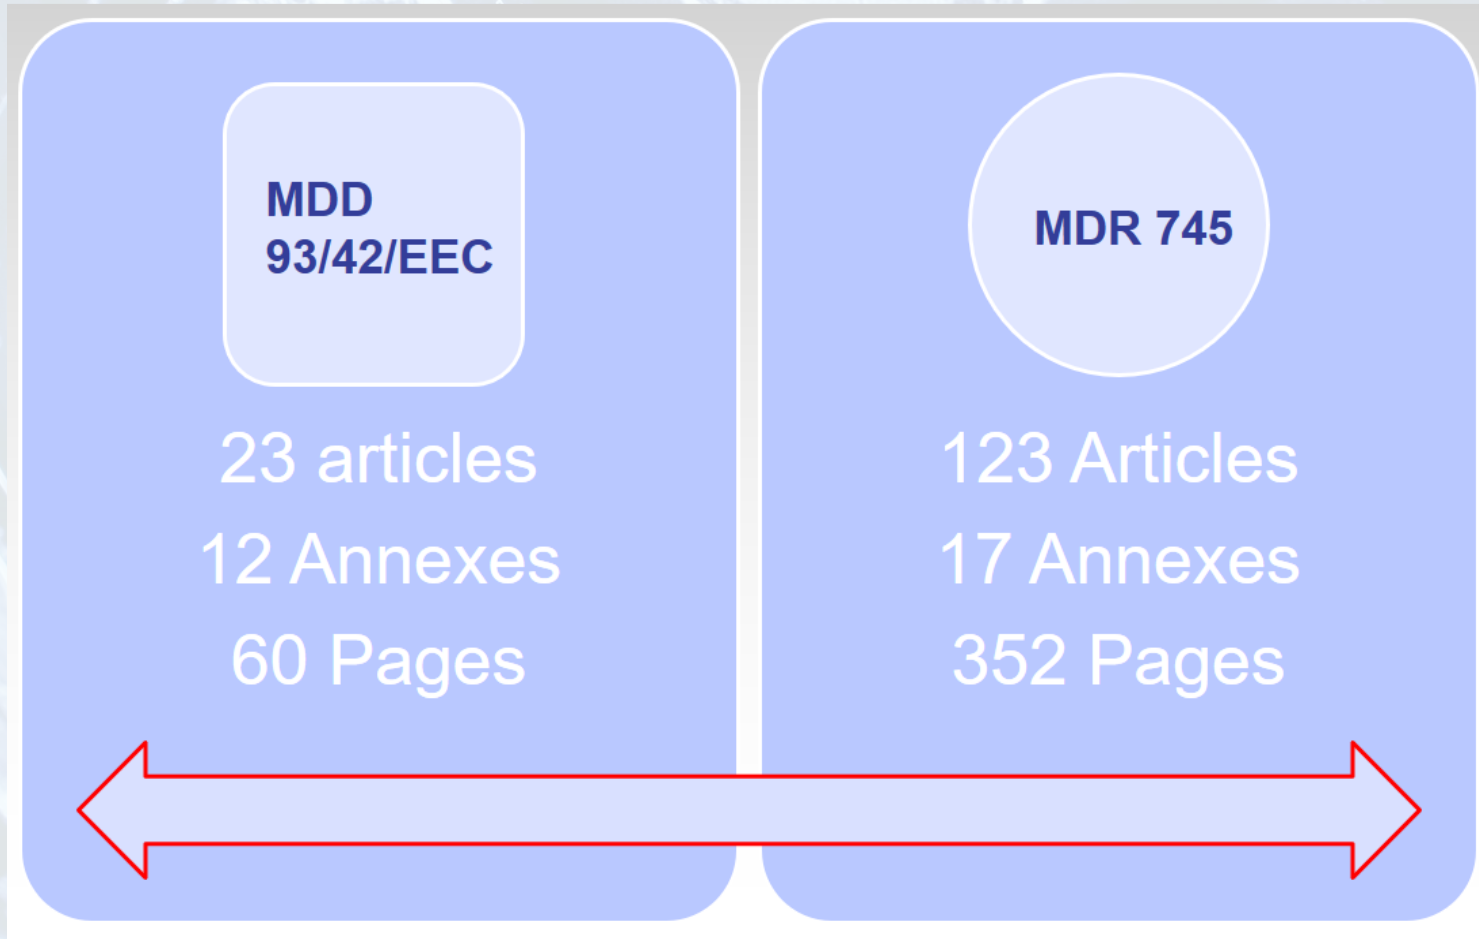 MDD
93/42/EEC
23 articles
12 Annexes
60 Pages
MDR 745
123 Articles
17 Annexes
352 Pages